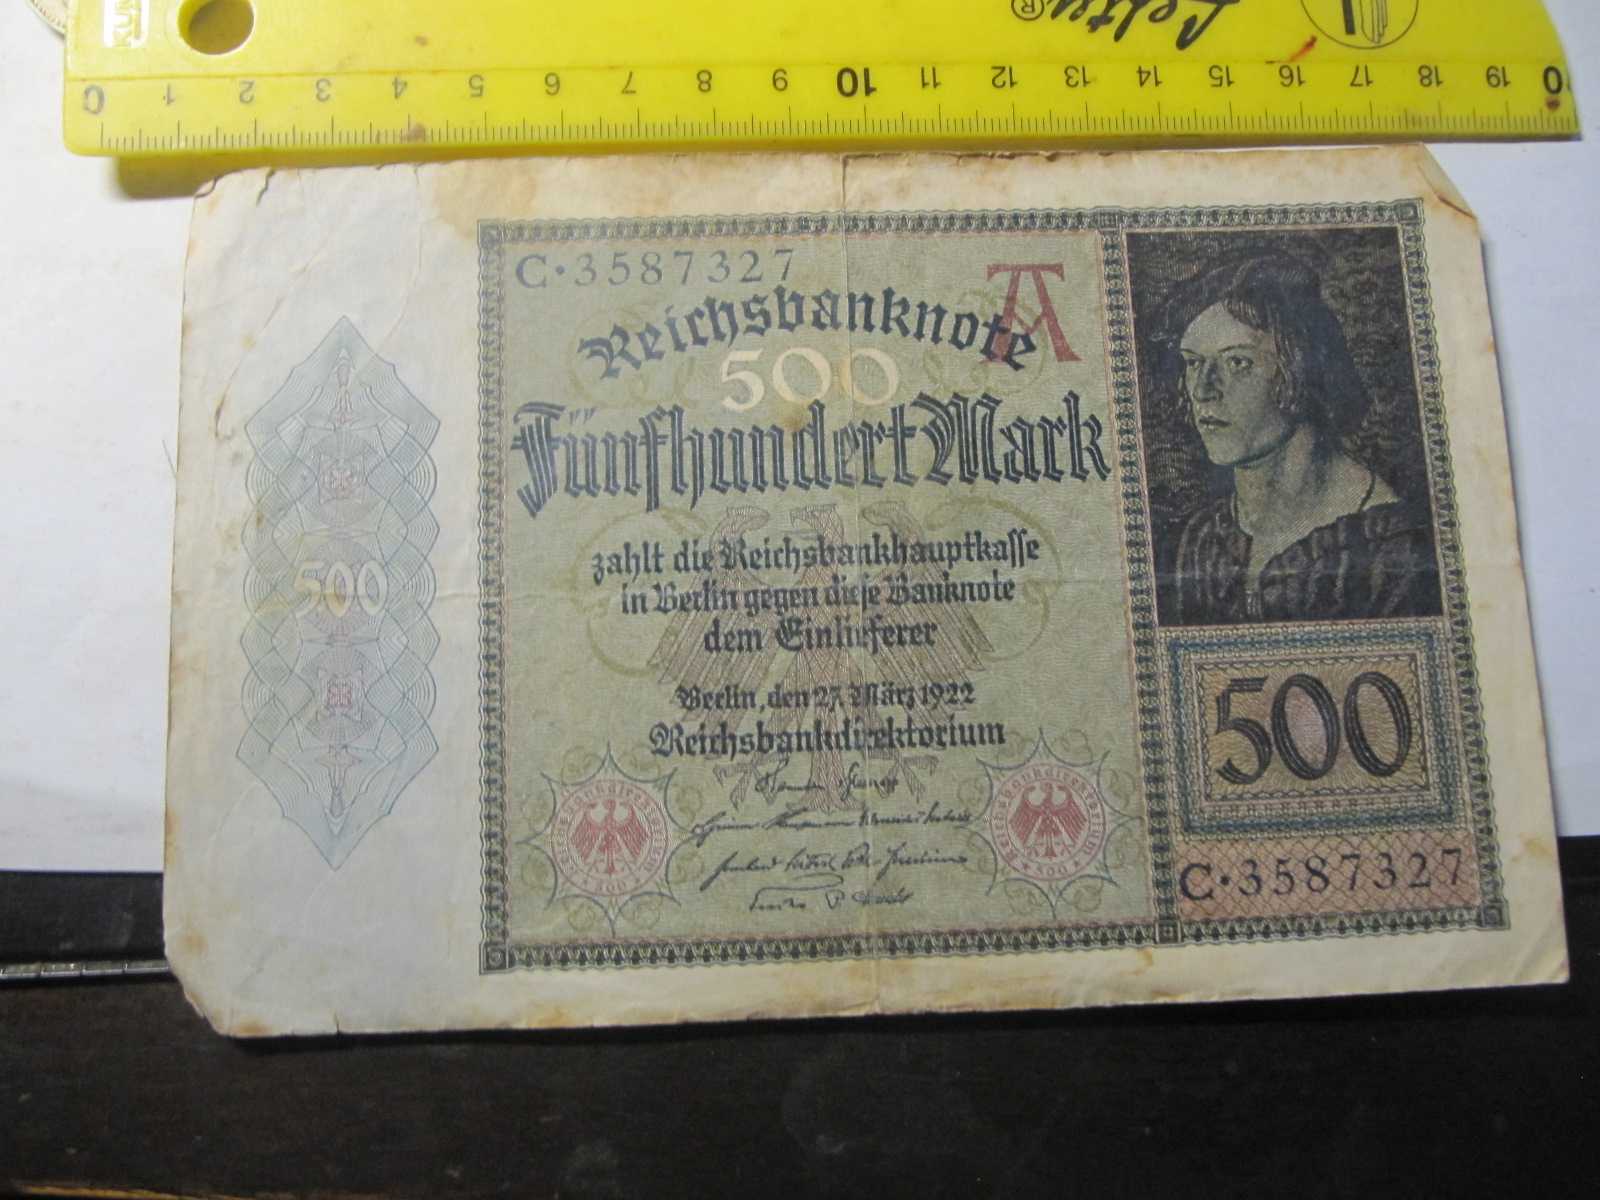 0 1 2 3 4 5 6 7 8 9 10 11 12 13 14 15 16 17 18 19
C·3587327
A
Reichsbanknote
500
Fünfhundert Mark
zahlt die Reichsbankhauptkasse
in Berlin gegen diese Banknote
dem Einlieferer
Berlin, den 27. März 1922
Reichsbankdirektorium
500
500
C·3587327
300
300